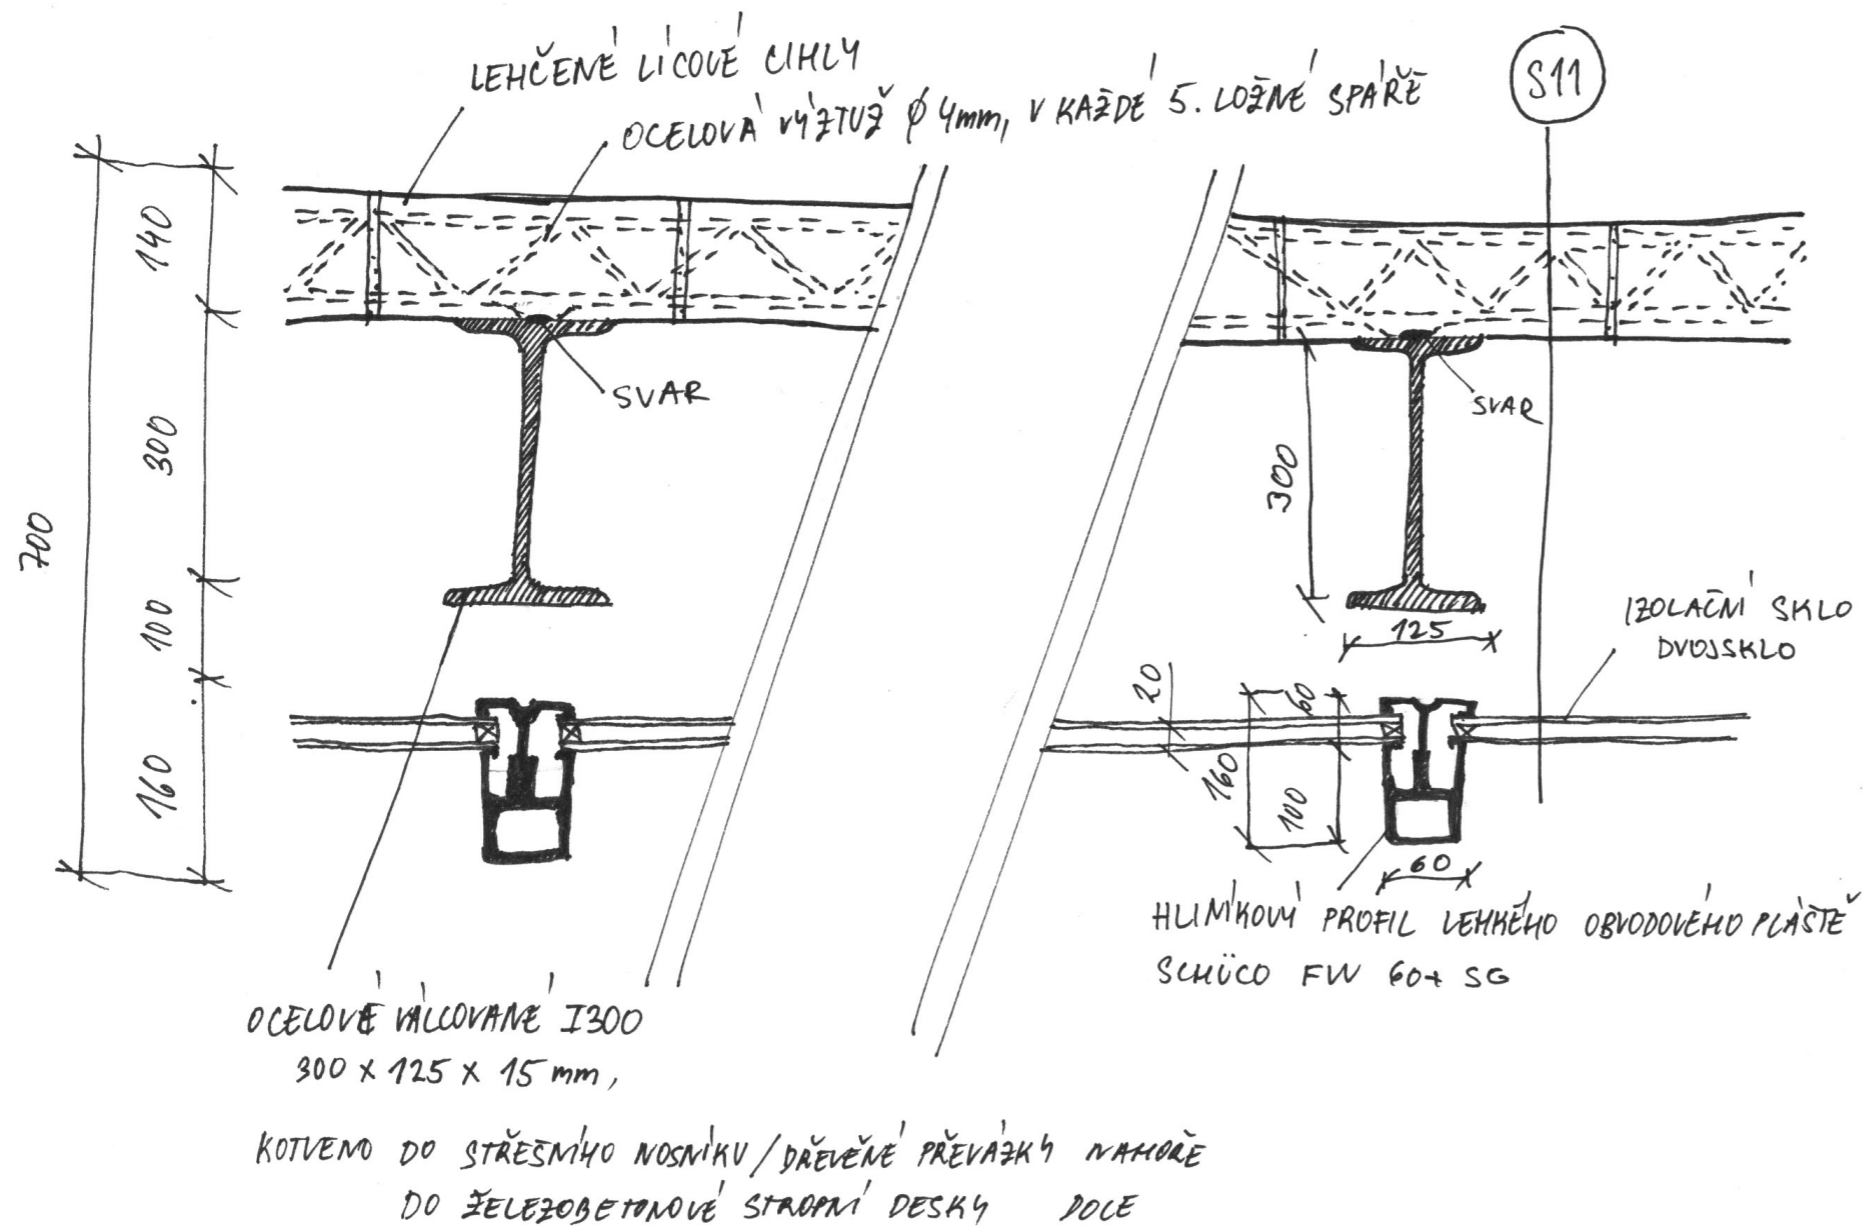 LEHČENÉ LÍCOVÉ CIHLY
OCELOVÁ VÝZTUŽ Ø 4mm, V KAŽDÉ 5. LOŽNÉ SPÁŘE
S11
140
300
100
160
700
SVAR
SVAR
300
125
IZOLAČNÍ SKLO
DVOJSKLO
20
60
160
100
60
HLINÍKOVÝ PROFIL LEHKÉHO OBVODOVÉHO PLÁŠTĚ
SCHÜCO FW 60+ SG
OCELOVÉ VÁLCOVANÉ I300
300 x 125 x 15 mm,
KOTVENO DO STŘEŠNÍHO NOSNÍKU / DŘEVĚNÉ PŘEVÁZKY NAHOŘE
DO ŽELEZOBETONOVÉ STROPNÍ DESKY DOLE